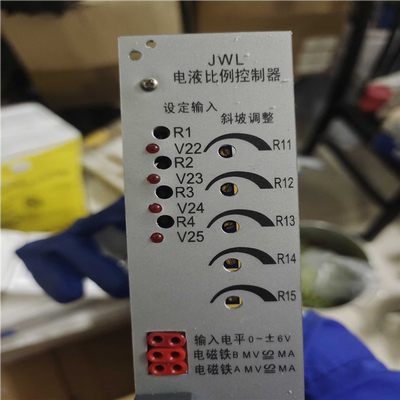 JWL
电液比例控制器
设定输入 斜坡调整
R1
V22
R2
V23
R3
V24
R4
V25
R11
R12
R13
R14
R15
输入电平0~±6V
电磁铁BMV≌MA
电磁铁AMV≌MA